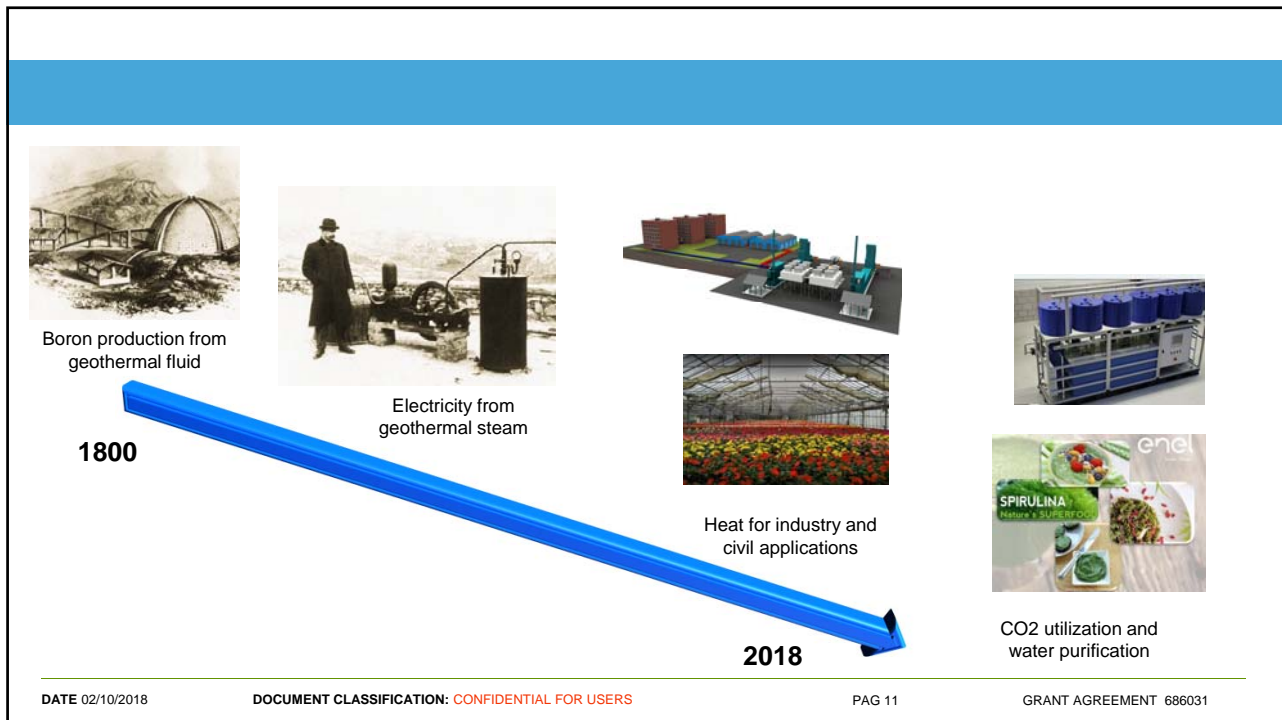 Boron production from
geothermal fluid
1800
Electricity from
geothermal steam
Heat for industry and
civil applications
2018
enel
SPIRULINA
Nature's SUPERFOOD
CO2 utilization and
water purification
DATE 02/10/2018 DOCUMENT CLASSIFICATION: CONFIDENTIAL FOR USERS PAG 11 GRANT AGREEMENT 686031